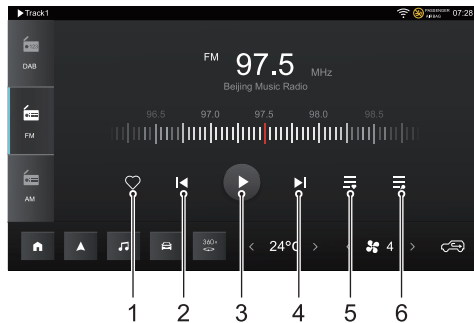 Track1
PASSENGER
AIRBAG
07:28
DAB
FM
AM
FM 97.5 MHz
Beijing Music Radio
96.5 97.0 97.5 98.0 98.5
360°
< 24°C > < 4 >
1 2 3 4 5 6